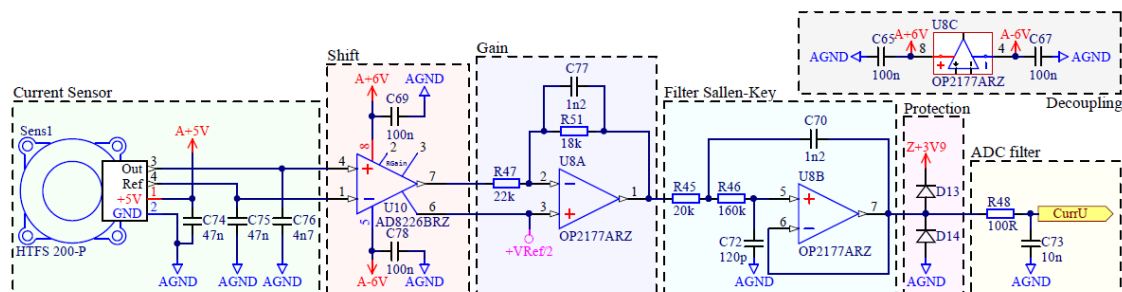 U8C
C65
A+6V
A-6V
C67
AGND
8
4
AGND
100n
100n
OP2177ARZ
Decoupling
Gain
Shift
C77
1n2
R51
18k
U8A
A+6V
AGND
C69
100n
Current Sensor
Sens1
A+5V
Out
3
Ref
4
+5V
1
GND
2
HTFS 200-P
C74
47n
C75
47n
C76
4n7
AGND
AGND
AGND
8
2
3
RGain
4
1
7
6
5
U10
AD8226BRZ
C78
100n
A-6V
AGND
R47
22k
2
3
1
OP2177ARZ
+VRef/2
Filter Sallen-Key
C70
1n2
U8B
R45
20k
R46
160k
5
6
7
OP2177ARZ
C72
120p
AGND
Protection
Z+3V9
D13
D14
AGND
ADC filter
R48
100R
CurrU
C73
10n
AGND